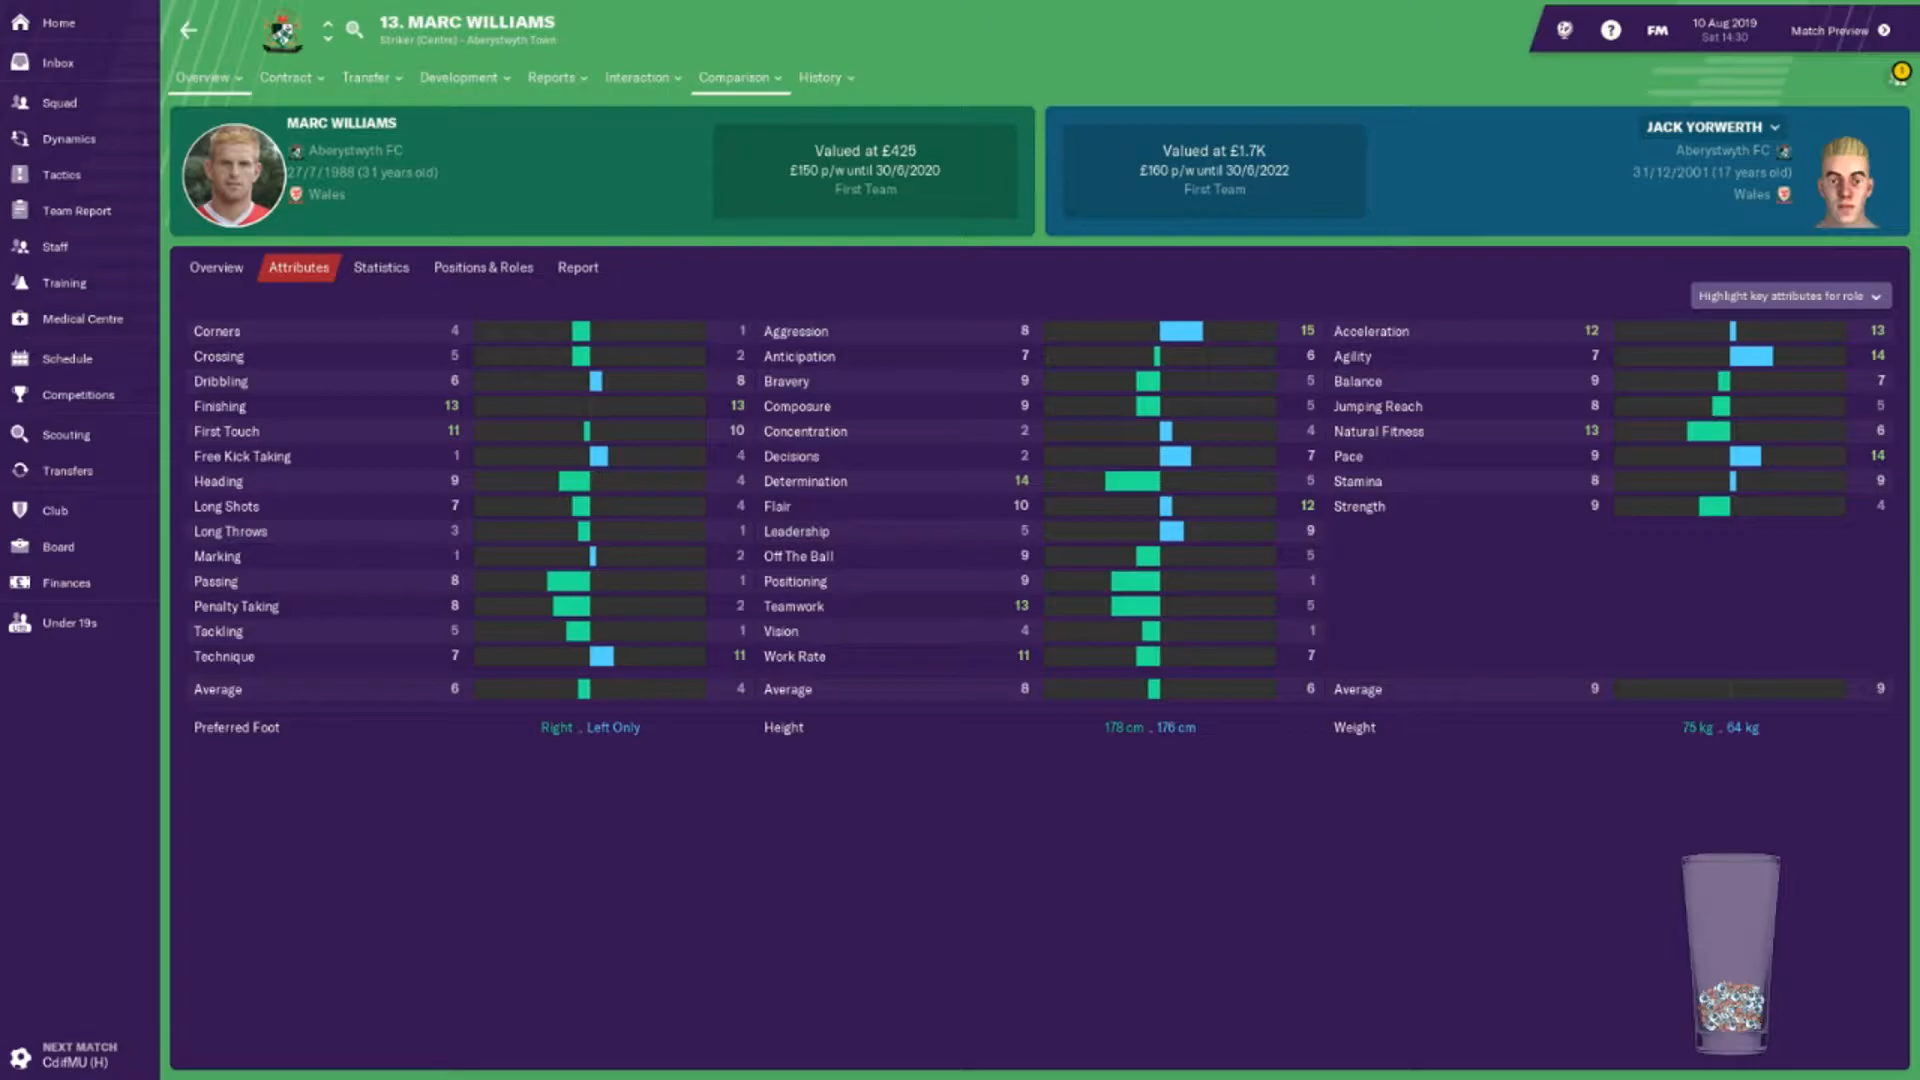 Home
Inbox
Squad
Dynamics
Tactics
Team Report
Staff
Training
Medical Centre
Schedule
Competitions
Scouting
Transfers
Club
Board
Finances
Under 19s
NEXT MATCH
CdifMU (H)
13. MARC WILLIAMS
Striker (Centre) - Aberystwyth Town
FM
10 Aug 2019
Sat 14:30
Match Preview
1
Overview Contract Transfer Development Reports Interaction Comparison History
MARC WILLIAMS
Aberystwyth FC
27/7/1988 (31 years old)
Wales
Valued at £425
£150 p/w until 30/6/2020
First Team
Valued at £1.7K
£160 p/w until 30/6/2022
First Team
JACK YORWERTH
Aberystwyth FC
31/12/2001 (17 years old)
Wales
Overview Attributes Statistics Positions & Roles Report
Highlight key attributes for role
Corners 4 1 Aggression 8 15 Acceleration 12 13
Crossing 5 2 Anticipation 7 6 Agility 7 14
Dribbling 6 8 Bravery 9 5 Balance 9 7
Finishing 13 13 Composure 9 5 Jumping Reach 8 5
First Touch 11 10 Concentration 2 4 Natural Fitness 13 6
Free Kick Taking 1 4 Decisions 2 7 Pace 9 14
Heading 9 4 Determination 14 5 Stamina 8 9
Long Shots 7 4 Flair 10 12 Strength 9 4
Long Throws 3 1 Leadership 5 9
Marking 1 2 Off The Ball 9 5
Passing 8 1 Positioning 9 1
Penalty Taking 8 2 Teamwork 13 5
Tackling 5 1 Vision 4 1
Technique 7 11 Work Rate 11 7
Average 6 4 Average 8 6 Average 9 9
Preferred Foot Right .. Left Only Height 178 cm .. 176 cm Weight 75 kg .. 64 kg